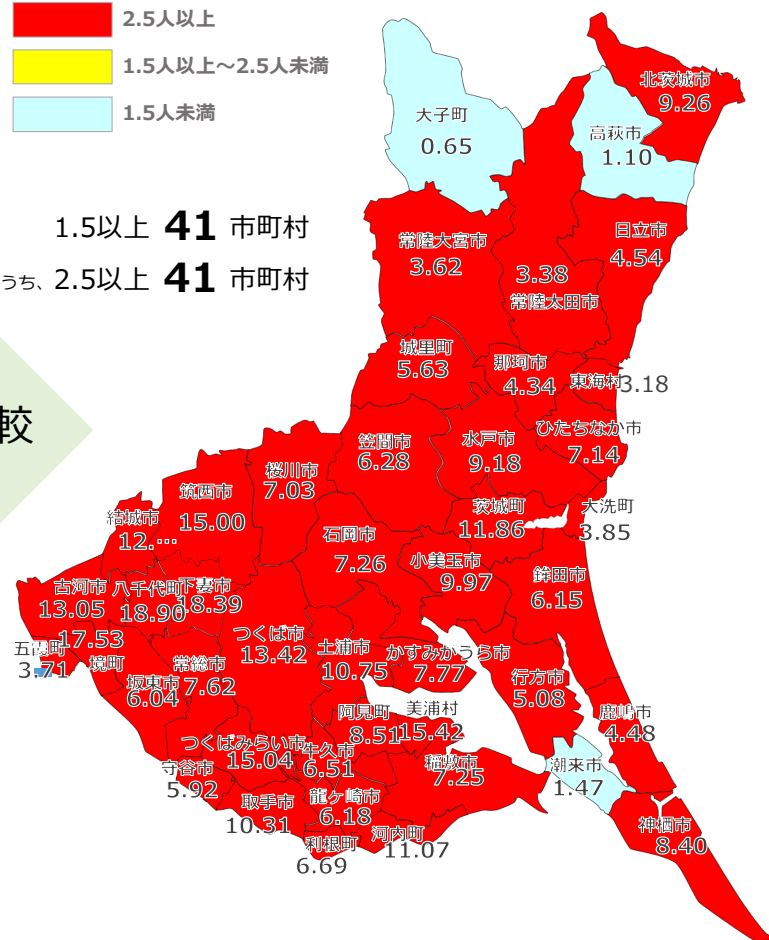 2.5人以上
1.5人以上～2.5人未満
1.5人未満
1.5以上 41 市町村
うち、2.5以上 41 市町村
較
北茨城市
9.26
大子町
0.65
高萩市
1.10
日立市
4.54
常陸大宮市
3.62
3.38
常陸太田市
城里町
5.63
那珂市
4.34
東海村3.18
ひたちなか市
7.14
笠間市
6.28
水戸市
9.18
桜川市
7.03
筑西市
15.00
結城市
12.…
茨城町
11.86
大洗町
3.85
石岡市
7.26
小美玉市
9.97
鉾田市
6.15
古河市
13.05
八千代町
18.90
下妻市
18.39
五霞町
3.71
17.53
境町
坂東市
6.04
常総市
7.62
つくば市
13.42
土浦市
10.75
かすみがうら市
7.77
行方市
5.08
鹿嶋市
4.48
阿見町
8.51
美浦村
15.42
つくばみらい市
15.04
牛久市
6.51
稲敷市
7.25
潮来市
1.47
守谷市
5.92
取手市
10.31
龍ヶ崎市
6.18
利根町
6.69
河内町
11.07
神栖市
8.40